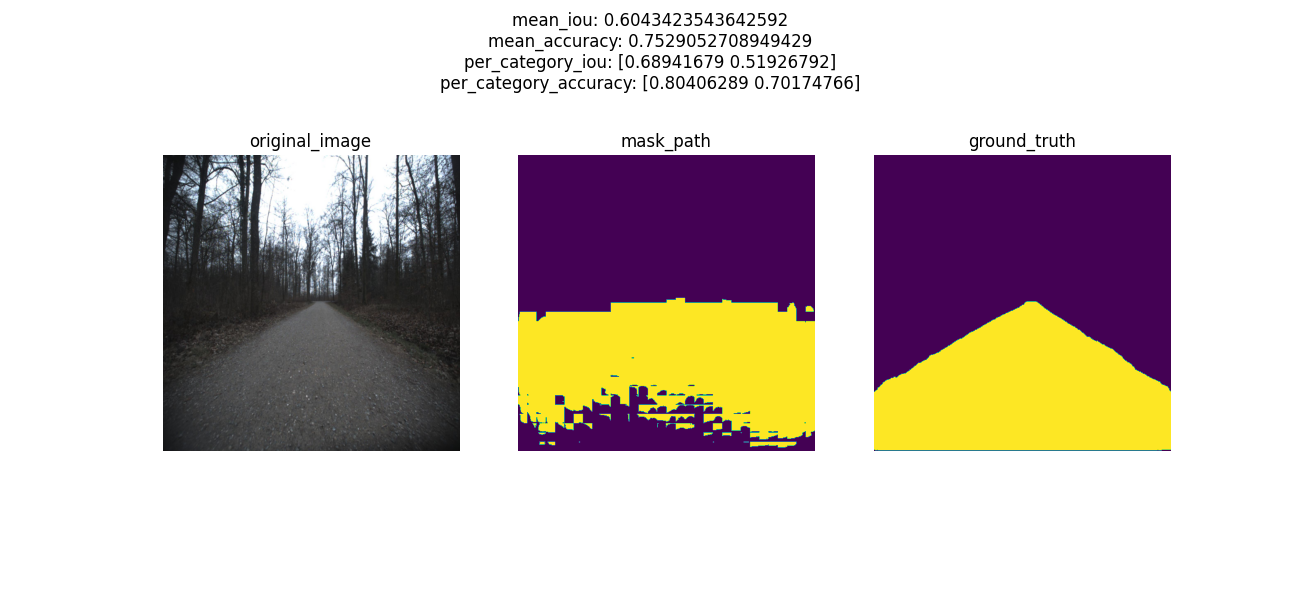 mean_iou: 0.6043423543642592
mean_accuracy: 0.7529052708949429
per_category_iou: [0.68941679 0.51926792]
per_category_accuracy: [0.80406289 0.70174766]
original_image
mask_path
ground_truth